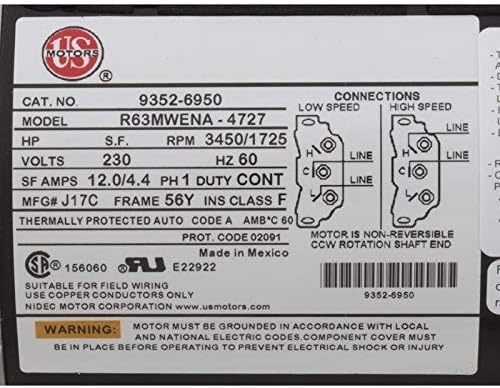 US
MOTORS
®
CAT. NO. 9352-6950
MODEL R63MWENA - 4727
HP S.F. RPM 3450/1725
VOLTS 230 HZ 60
SF AMPS 12.0/4.4 PH 1 DUTY CONT
MFG# J17C FRAME 56Y INS CLASS F
THERMALLY PROTECTED AUTO CODE A AMB°C 60
PROT. CODE 02091
Made in Mexico
SA ® 156060 RU ® E22922
SUITABLE FOR FIELD WIRING
USE COPPER CONDUCTORS ONLY
NIDEC MOTOR CORPORATION www.usmotors.com
CONNECTIONS
LOW SPEED HIGH SPEED
H LINE H LINE
C C
L LINE L LINE
MOTOR IS NON-REVERSIBLE
CCW ROTATION SHAFT END
9352-6950
WARNING: MOTOR MUST BE GROUNDED IN ACCORDANCE WITH LOCAL
AND NATIONAL ELECTRIC CODES.COMPONENT COVER MUST
BE IN PLACE BEFORE OPERATING TO PREVENT ELECTRICAL SHOCK OR INJURY